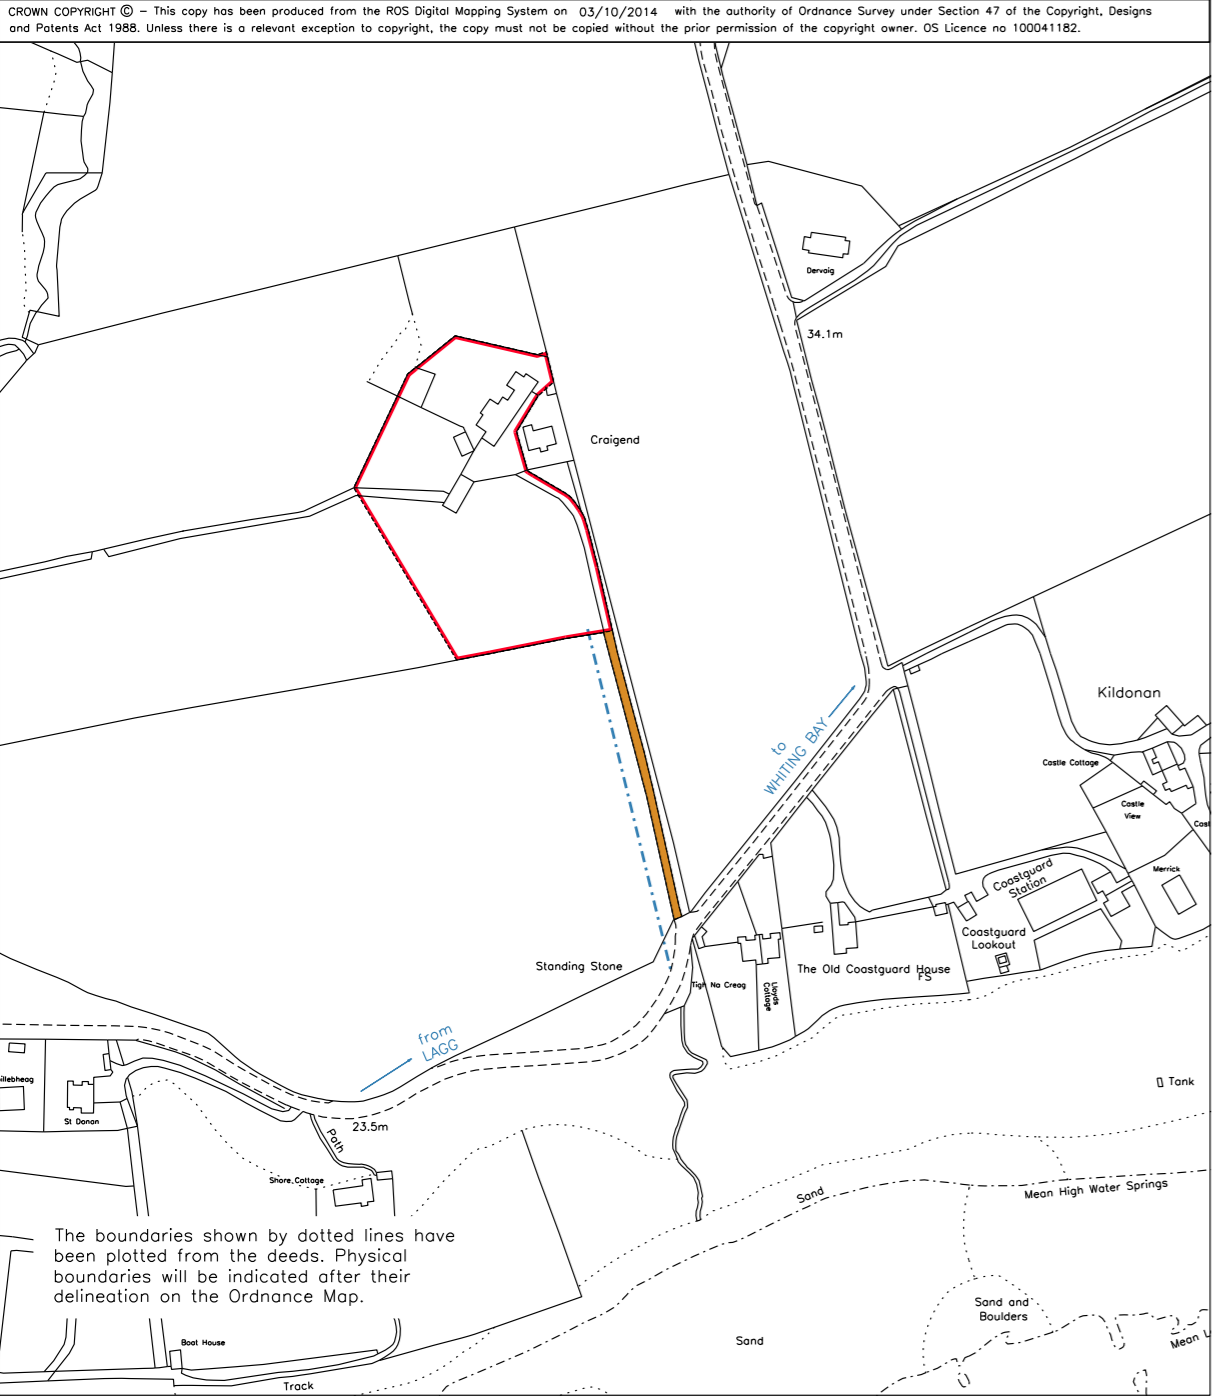 CROWN COPYRIGHT © – This copy has been produced from the ROS Digital Mapping System on 03/10/2014 with the authority of Ordnance Survey under Section 47 of the Copyright, Designs
and Patents Act 1988. Unless there is a relevant exception to copyright, the copy must not be copied without the prior permission of the copyright owner. OS Licence no 100041182.
Dervaig
34.1m
Craigend
Kildonan
to
WHITING BAY
Castle Cottage
Castle
View
Cast
Merrick
Coastguard
Station
Coastguard
Lookout
Standing Stone
The Old Coastguard House
FS
Tigh Na Creag
Lloyds
Cottage
from
LAGG
illebheag
St Donan
23.5m
Path
Tank
Shore Cottage
Sand
Mean High Water Springs
The boundaries shown by dotted lines have
been plotted from the deeds. Physical
boundaries will be indicated after their
delineation on the Ordnance Map.
Sand and
Boulders
Boat House
Sand
Mean L
Track